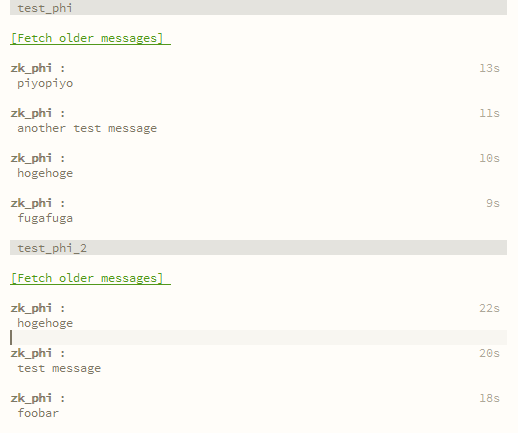 test_phi
[Fetch older messages]
zk_phi : 13s
piyopiyo
zk_phi : 11s
another test message
zk_phi : 10s
hogehoge
zk_phi : 9s
fugafuga
test_phi_2
[Fetch older messages]
zk_phi : 22s
hogehoge
zk_phi : 20s
test message
zk_phi : 18s
foobar